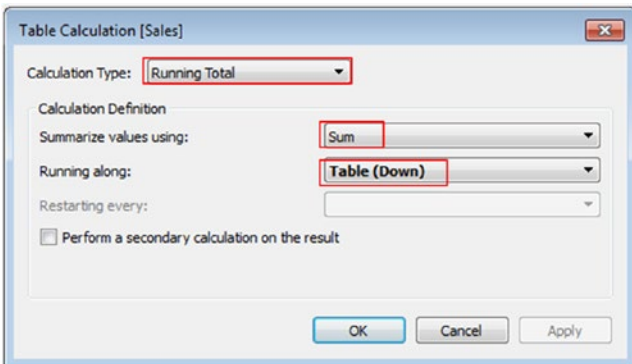 Table Calculation [Sales]
Calculation Type: Running Total
Calculation Definition
Summarize values using: Sum
Running along: Table (Down)
Restarting every:
Perform a secondary calculation on the result
OK Cancel Apply